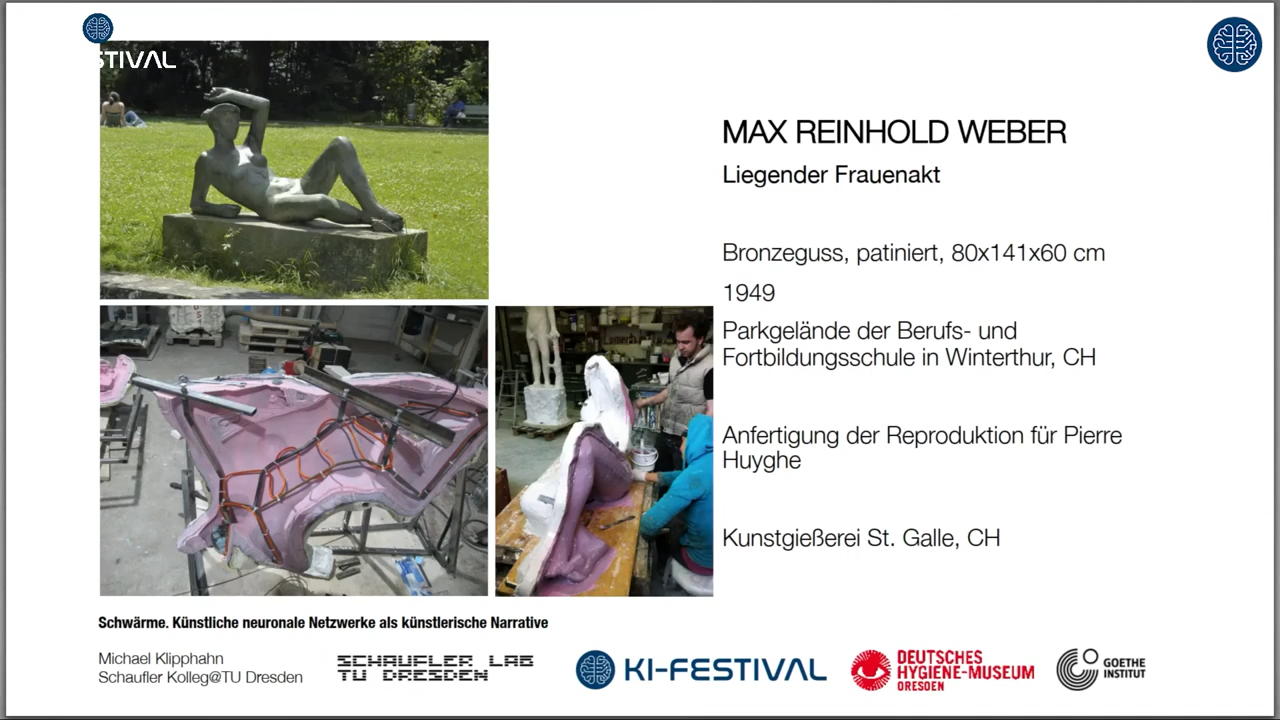 STIVAL
MAX REINHOLD WEBER
Liegender Frauenakt
Bronzeguss, patiniert, 80x141x60 cm
1949
Parkgelände der Berufs- und
Fortbildungsschule in Winterthur, CH
Anfertigung der Reproduktion für Pierre
Huyghe
Kunstgießerei St. Galle, CH
Schwärme. Künstliche neuronale Netzwerke als künstlerische Narrative
Michael Klipphahn
Schaufler Kolleg@TU Dresden
SCHAUFLER LAB
TU DRESDEN
KI-FESTIVAL
DEUTSCHES
HYGIENE-MUSEUM
DRESDEN
GOETHE
INSTITUT